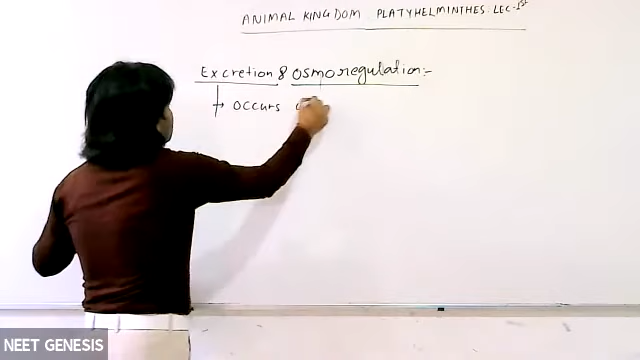 ANIMAL KINGDOM PLATYHELMINTHES: LEC-1st
Excretion & Osmoregulation:-
→ Occurs
NEET GENESIS